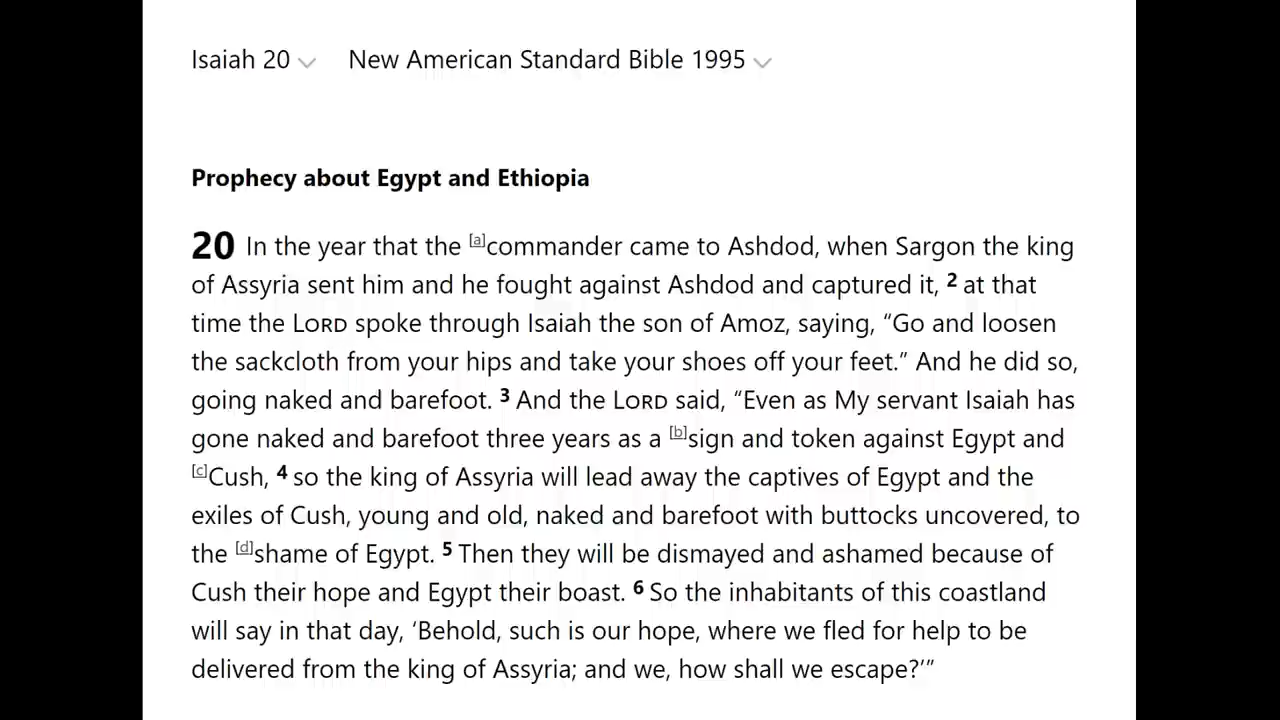 Isaiah 20 New American Standard Bible 1995
Prophecy about Egypt and Ethiopia
20 In the year that the [a]commander came to Ashdod, when Sargon the king
of Assyria sent him and he fought against Ashdod and captured it, 2 at that
time the LORD spoke through Isaiah the son of Amoz, saying, “Go and loosen
the sackcloth from your hips and take your shoes off your feet.” And he did so,
going naked and barefoot. 3 And the LORD said, “Even as My servant Isaiah has
gone naked and barefoot three years as a [b]sign and token against Egypt and
[c]Cush, 4 so the king of Assyria will lead away the captives of Egypt and the
exiles of Cush, young and old, naked and barefoot with buttocks uncovered, to
the [d]shame of Egypt. 5 Then they will be dismayed and ashamed because of
Cush their hope and Egypt their boast. 6 So the inhabitants of this coastland
will say in that day, ‘Behold, such is our hope, where we fled for help to be
delivered from the king of Assyria; and we, how shall we escape?’”